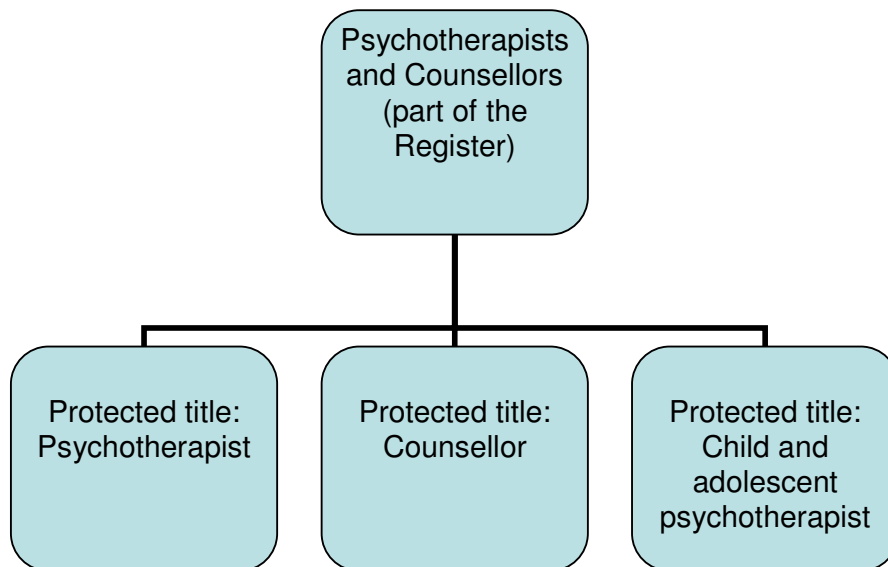 Psychotherapists
and Counsellors
(part of the
Register)
Protected title:
Psychotherapist
Protected title:
Counsellor
Protected title:
Child and
adolescent
psychotherapist